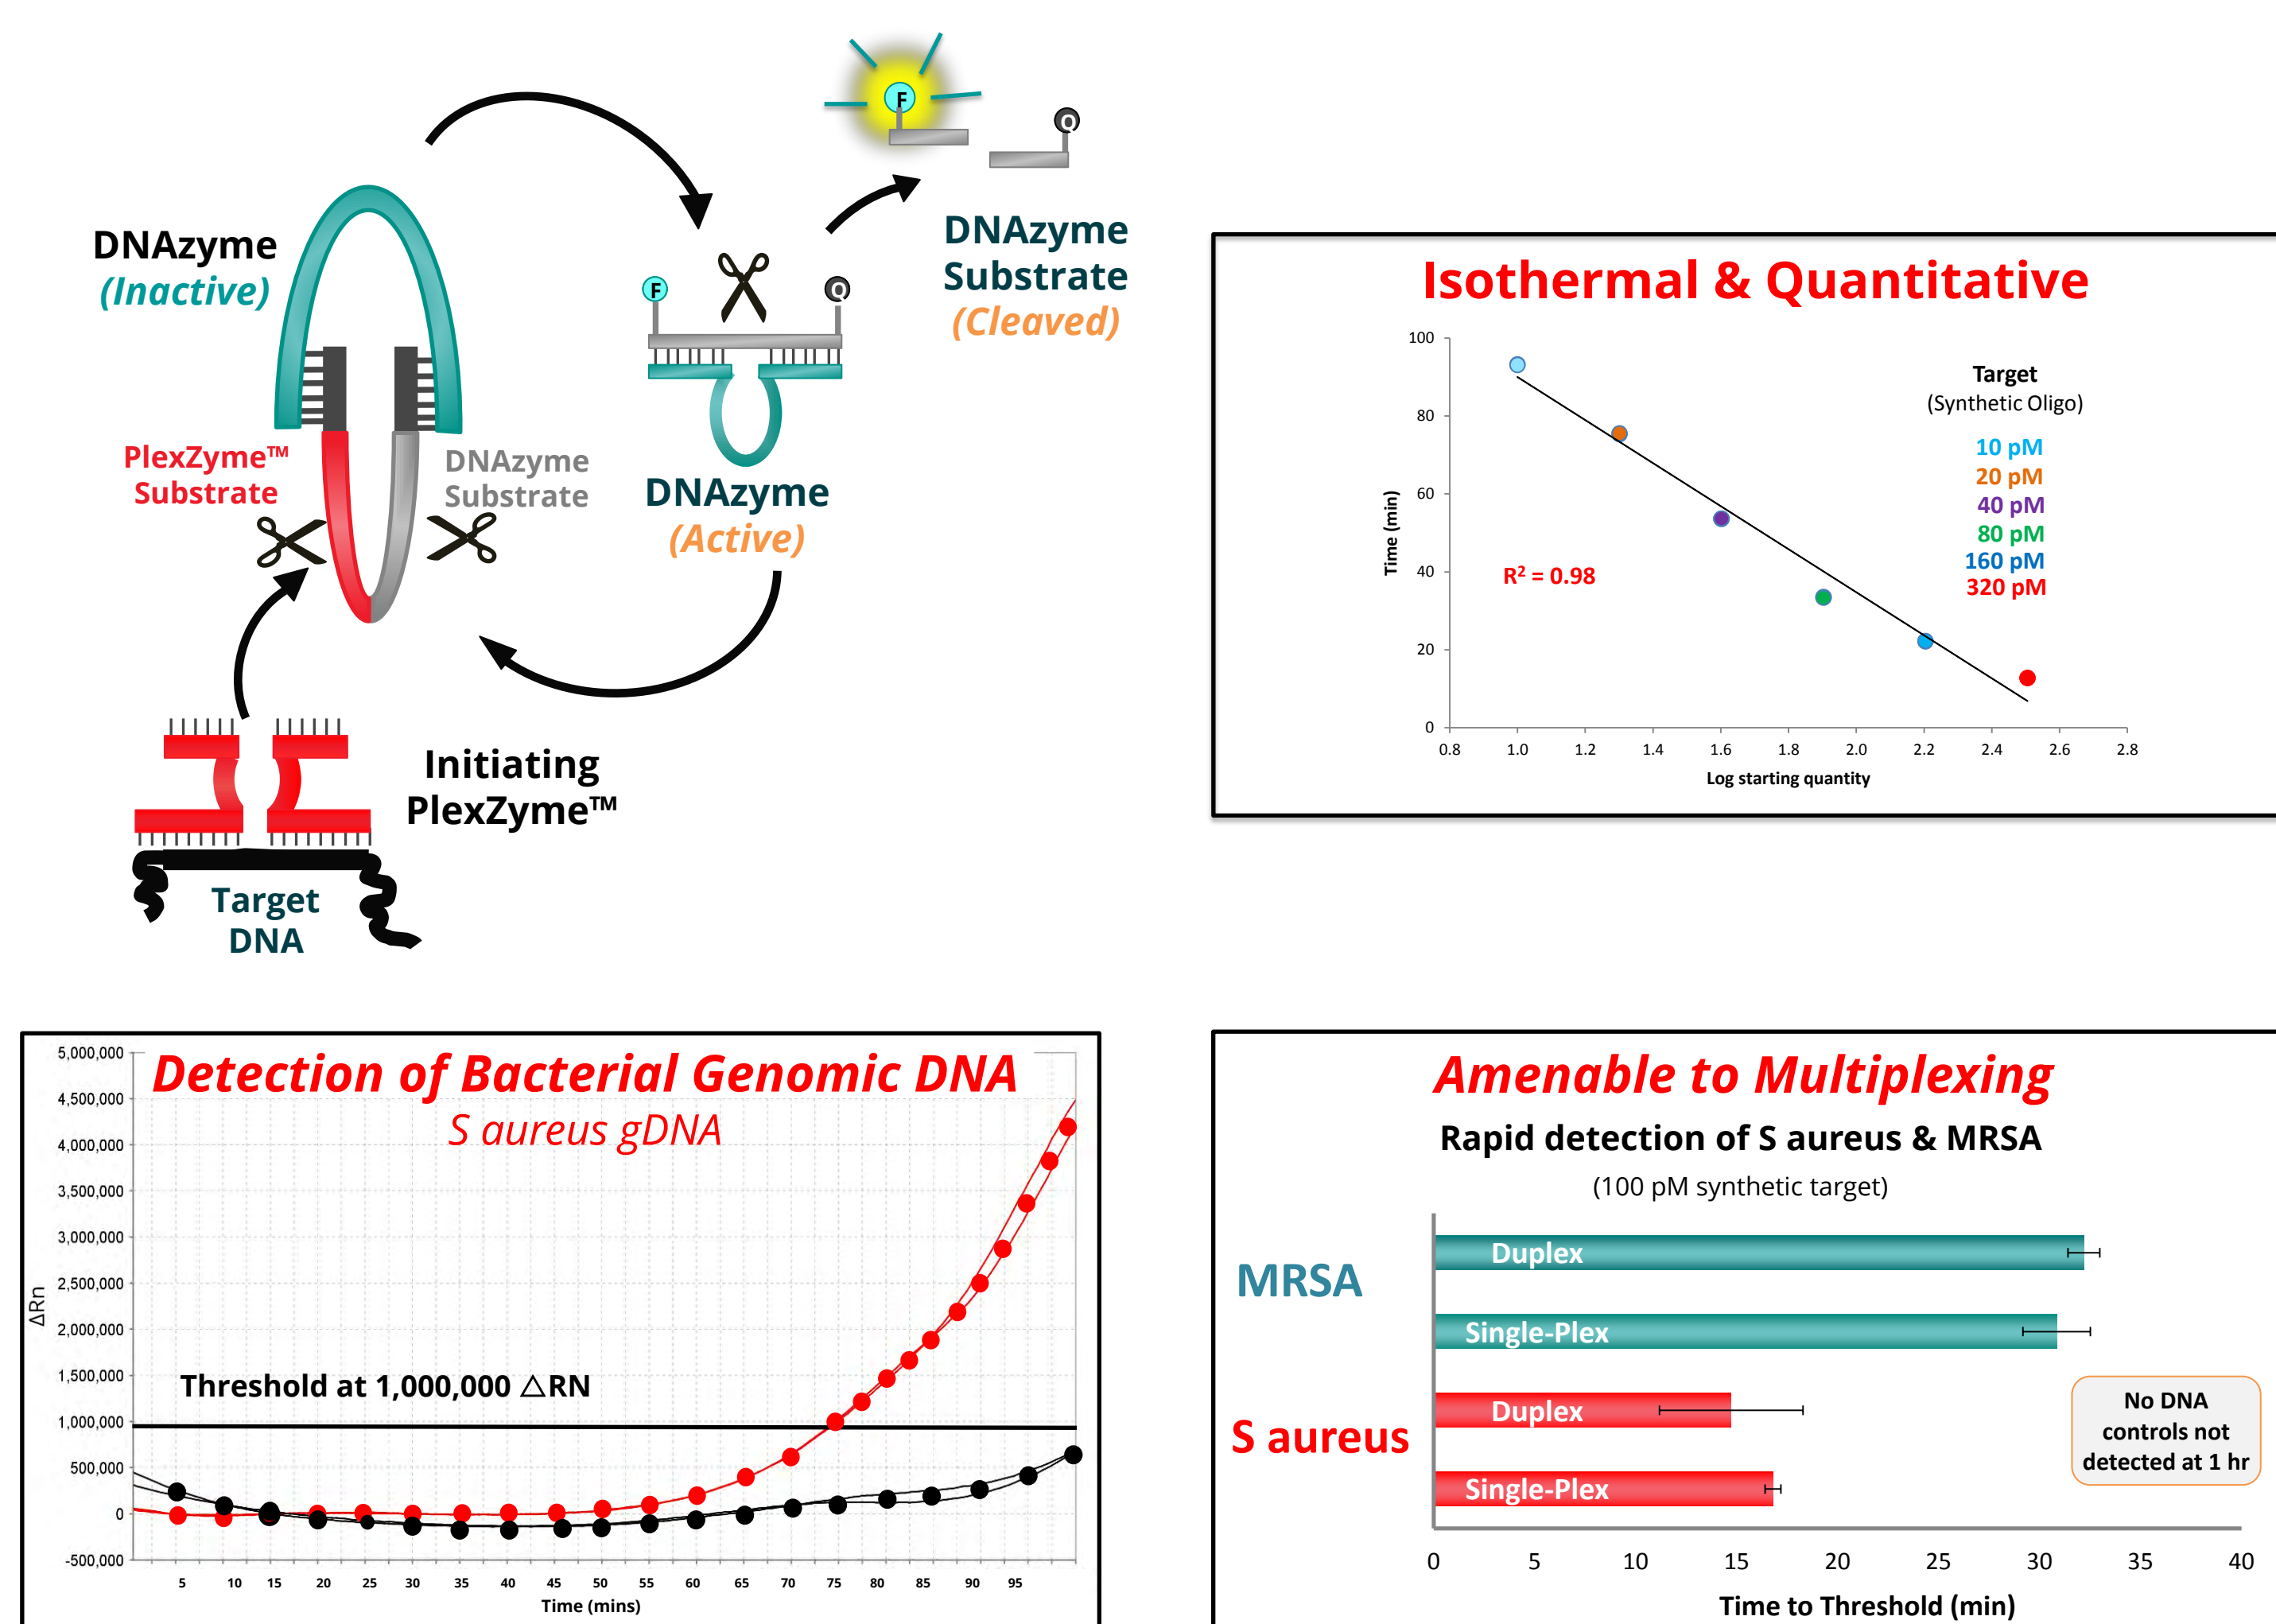 F
Q
DNAzyme
(Inactive)
F
Q
DNAzyme
Substrate
(Cleaved)
PlexZyme™
Substrate
DNAzyme
Substrate
DNAzyme
(Active)
Initiating
PlexZyme™
Target
DNA
Isothermal & Quantitative
100
80
60
40
20
0
Time (min)
0.8 1.0 1.2 1.4 1.6 1.8 2.0 2.2 2.4 2.6 2.8
Log starting quantity
R² = 0.98
Target
(Synthetic Oligo)
10 pM
20 pM
40 pM
80 pM
160 pM
320 pM
Detection of Bacterial Genomic DNA
S aureus gDNA
5,000,000
4,500,000
4,000,000
3,500,000
3,000,000
2,500,000
2,000,000
1,500,000
1,000,000
500,000
0
-500,000
ΔRn
Threshold at 1,000,000 △RN
5 10 15 20 25 30 35 40 45 50 55 60 65 70 75 80 85 90 95
Time (mins)
Amenable to Multiplexing
Rapid detection of S aureus & MRSA
(100 pM synthetic target)
MRSA
Duplex
Single-Plex
S aureus
Duplex
Single-Plex
No DNA
controls not
detected at 1 hr
0 5 10 15 20 25 30 35 40
Time to Threshold (min)